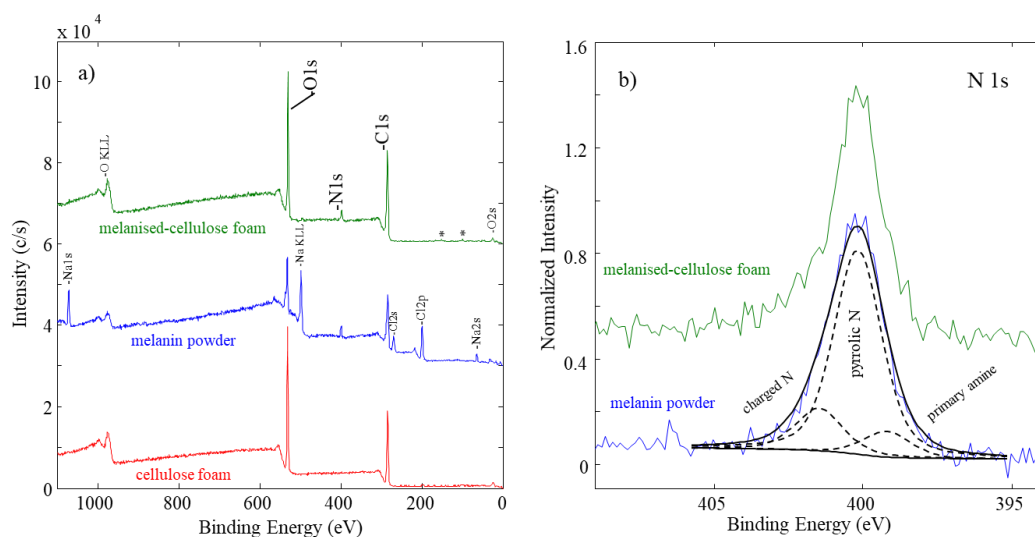 x 10⁴
a)
10
8
6
4
2
0
Intensity (c/s)
-O KLL
-O1s
-N1s
-C1s
-O2s
*
*
melanised-cellulose foam
-Na1s
-Na KLL
-Cl2s
-Cl2p
-Na2s
melanin powder
cellulose foam
1000
800
600
400
200
0
Binding Energy (eV)
1.6
1.2
0.8
0.4
0
Normalized Intensity
b)
N 1s
melanised-cellulose foam
melanin powder
charged N
pyrrolic N
primary amine
405
400
395
Binding Energy (eV)